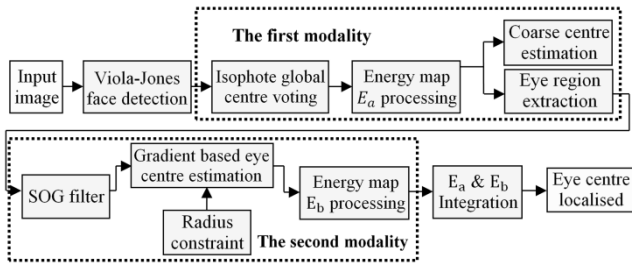 The first modality
Input
image
Viola-Jones
face detection
Isophote global
centre voting
Energy map
Eₐ processing
Coarse centre
estimation
Eye region
extraction
SOG filter
Gradient based eye
centre estimation
Radius
constraint
Energy map
E_b processing
The second modality
Eₐ & E_b
Integration
Eye centre
localised